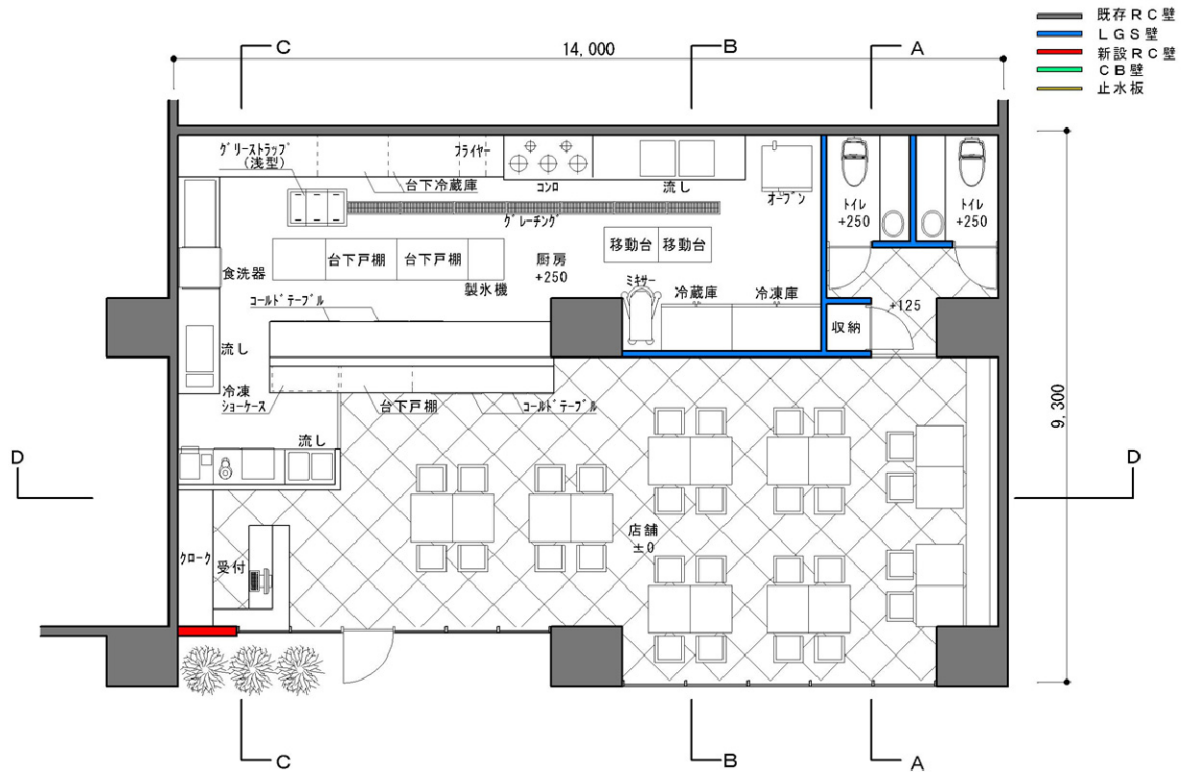 既存RC壁
LGS壁
新設RC壁
CB壁
止水板
C
B
A
14,000
グリーストラップ
(浅型)
フライヤー
台下冷蔵庫
コンロ
流し
オーブン
トイレ
+250
トイレ
+250
グレーチング
食洗器
台下戸棚
台下戸棚
製氷機
厨房
+250
移動台
移動台
ミキサー
冷蔵庫
冷凍庫
+125
収納
コールドテーブル
流し
冷凍
ショーケース
台下戸棚
コールドテーブル
流し
9,300
D
D
店舗
±0
クローク
受付
C
B
A